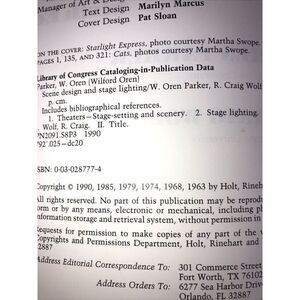 Manager of Art & D
Text Design Marilyn Marcus
Cover Design Pat Sloan
ON THE COVER: Starlight Express, photo courtesy Martha Swope.
PAGES 1, 135, AND 321: Cats, photos courtesy Martha Swope.
Library of Congress Cataloging-in-Publication Data
Parker, W. Oren (Wilford Oren)
Scene design and stage lighting/W. Oren Parker, R. Craig Wolf
p. cm.
Includes bibliographical references.
1. Theaters—Stage-setting and scenery. 2. Stage lighting.
Wolf, R. Craig. II. Title.
PN2091.S8P3 1990
792'.025—dc20
ISBN: 0-03-028777-4
Copyright © 1990, 1985, 1979, 1974, 1968, 1963 by Holt, Rinehar
All rights reserved. No part of this publication may be reprod
orm or by any means, electronic or mechanical, including ph
information storage and retrieval system, without permission in
Requests for permission to make copies of any part of the w
Copyrights and Permissions Department, Holt, Rinehart and
2887
Address Editorial Correspondence To: 301 Commerce Street,
Fort Worth, TX 76102
Address Orders To: 6277 Sea Harbor Drive
Orlando, FL 3288